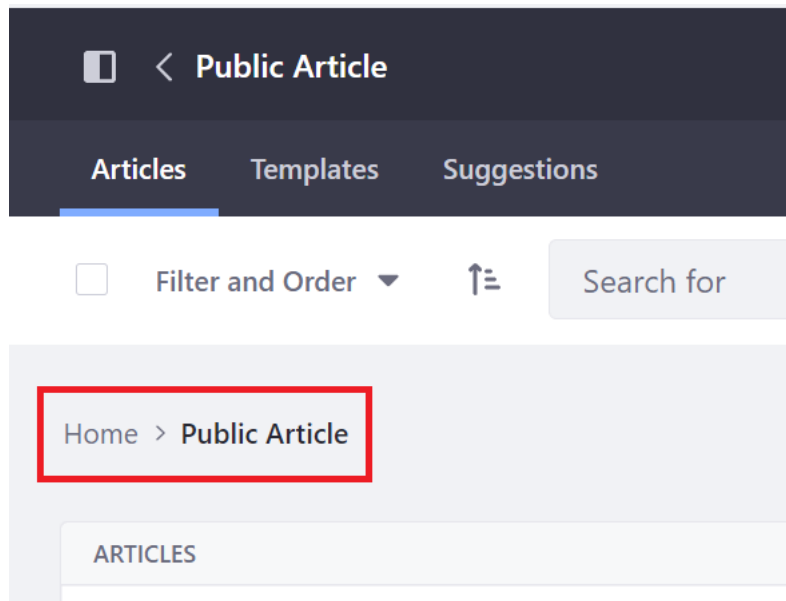 Public Article
Articles Templates Suggestions
Filter and Order Search for
Home > Public Article
ARTICLES